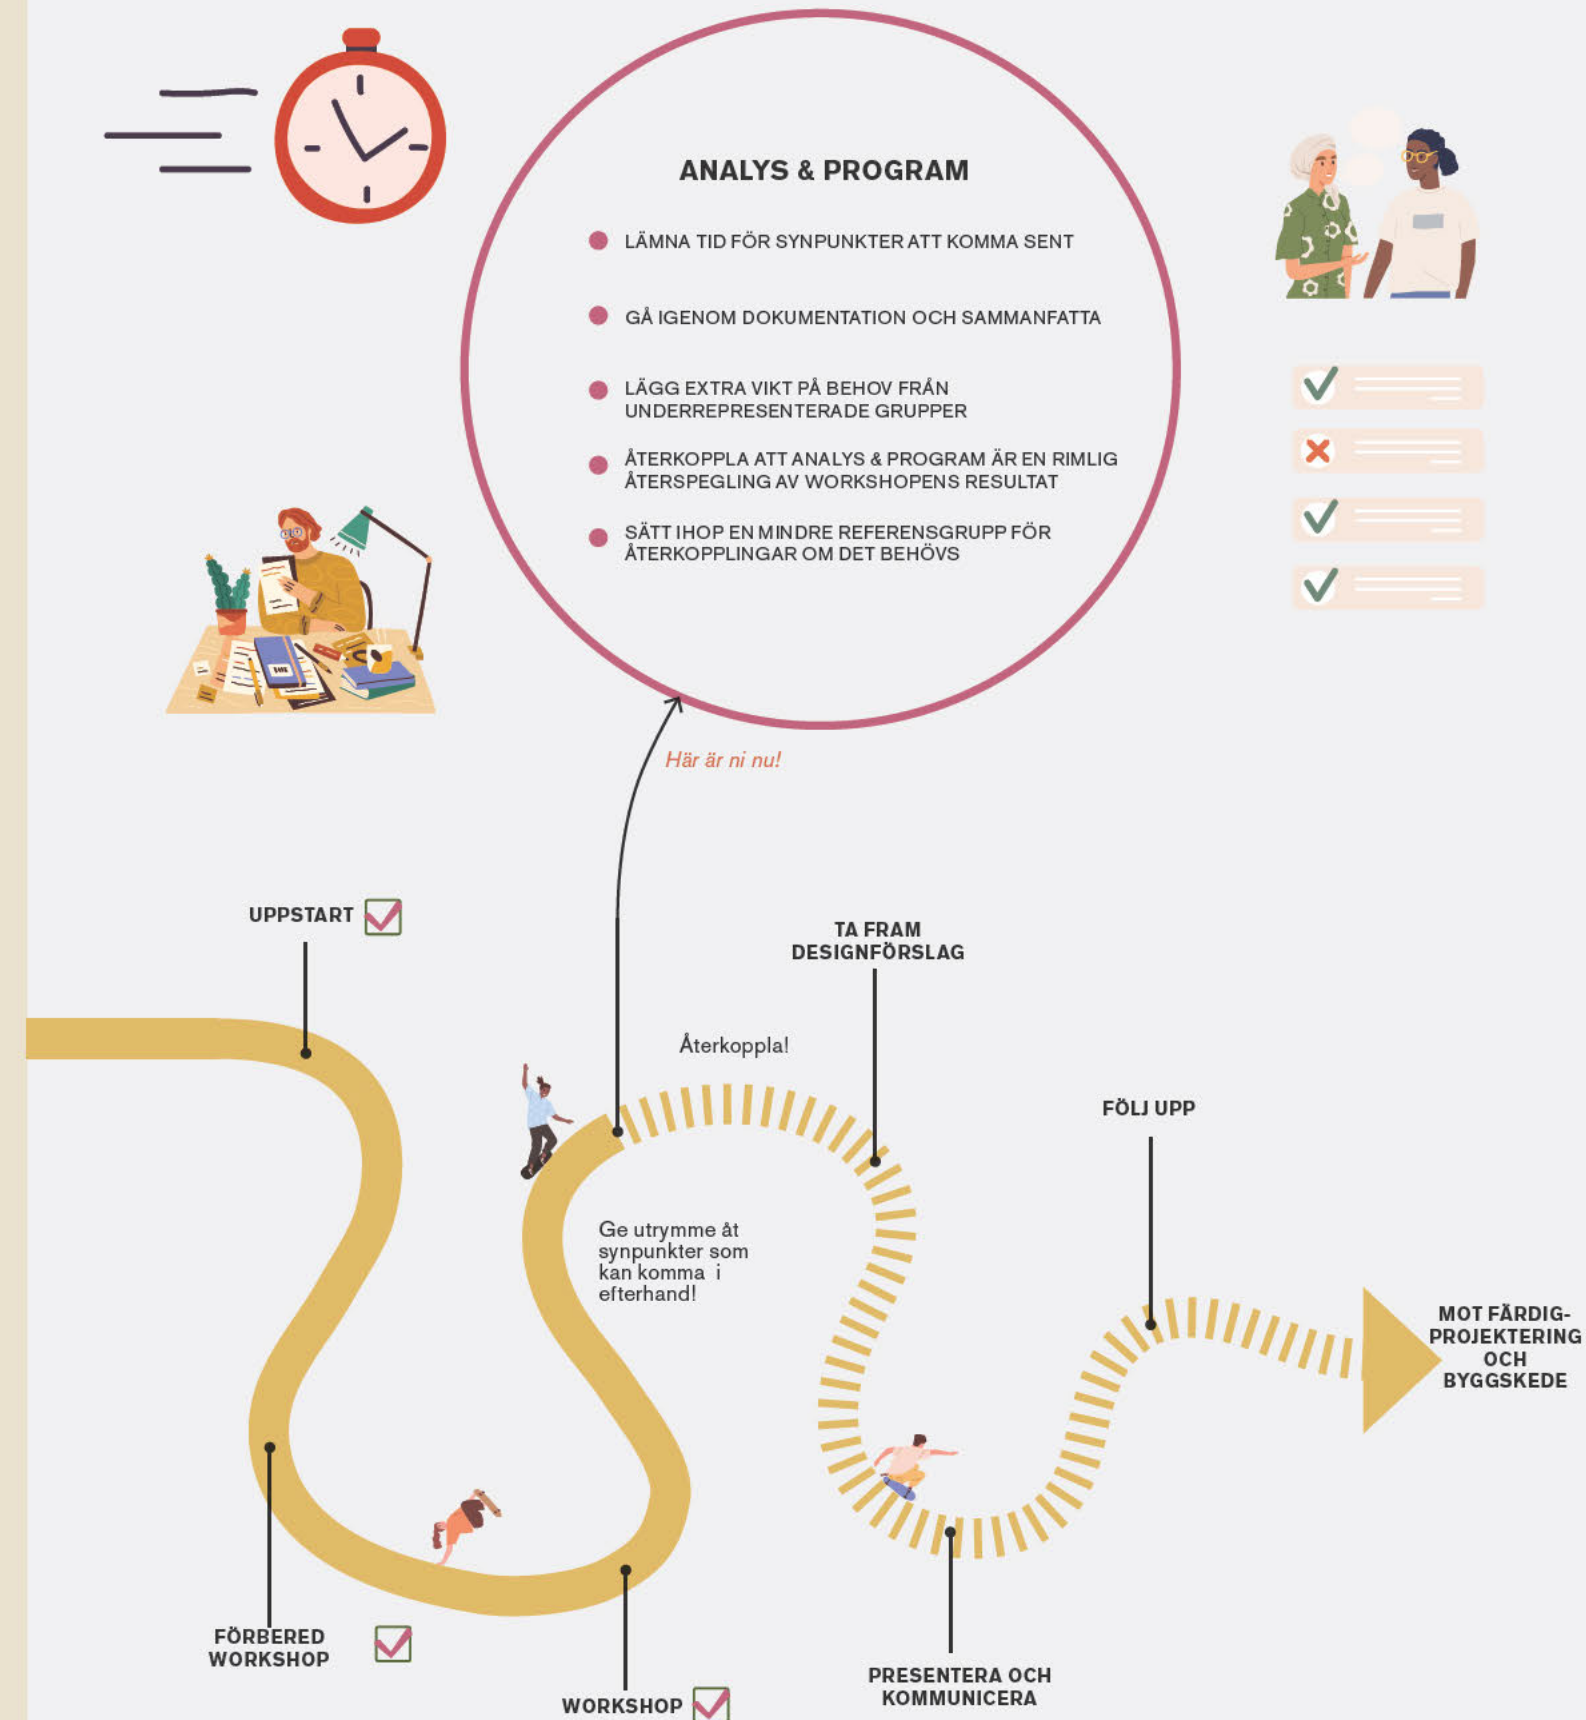 ANALYS & PROGRAM
LÄMNA TID FÖR SYNPUNKTER ATT KOMMA SENT
GÅ IGENOM DOKUMENTATION OCH SAMMANFATTA
LÄGG EXTRA VIKT PÅ BEHOV FRÅN
UNDERREPRESENTERADE GRUPPER
ÅTERKOPPLA ATT ANALYS & PROGRAM ÄR EN RIMLIG
ÅTERSPEGLING AV WORKSHOPENS RESULTAT
SÄTT IHOP EN MINDRE REFERENSGRUPP FÖR
ÅTERKOPPLINGAR OM DET BEHÖVS
Här är ni nu!
UPPSTART
TA FRAM
DESIGNFÖRSLAG
Återkoppla!
FÖLJ UPP
Ge utrymme åt
synpunkter som
kan komma i
efterhand!
MOT FÄRDIG-
PROJEKTERING
OCH
BYGGSKEDE
FÖRBERED
WORKSHOP
WORKSHOP
PRESENTERA OCH
KOMMUNICERA